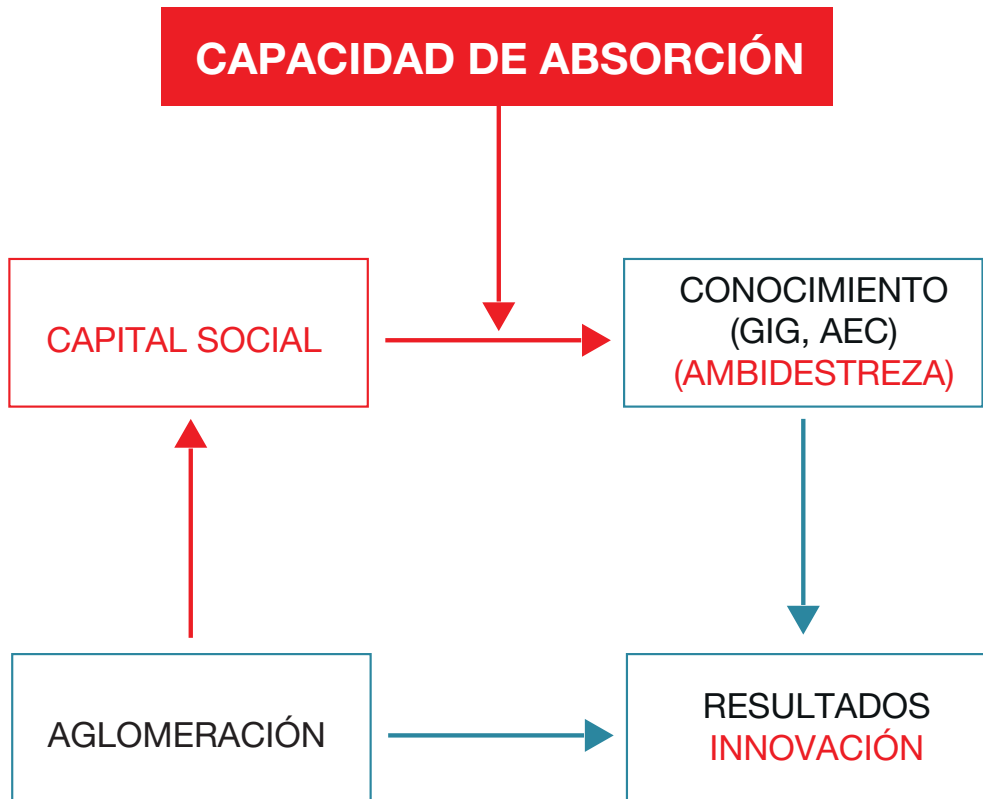 CAPACIDAD DE ABSORCIÓN
CAPITAL SOCIAL
CONOCIMIENTO
(GIG, AEC)
(AMBIDESTREZA)
AGLOMERACIÓN
RESULTADOS
INNOVACIÓN